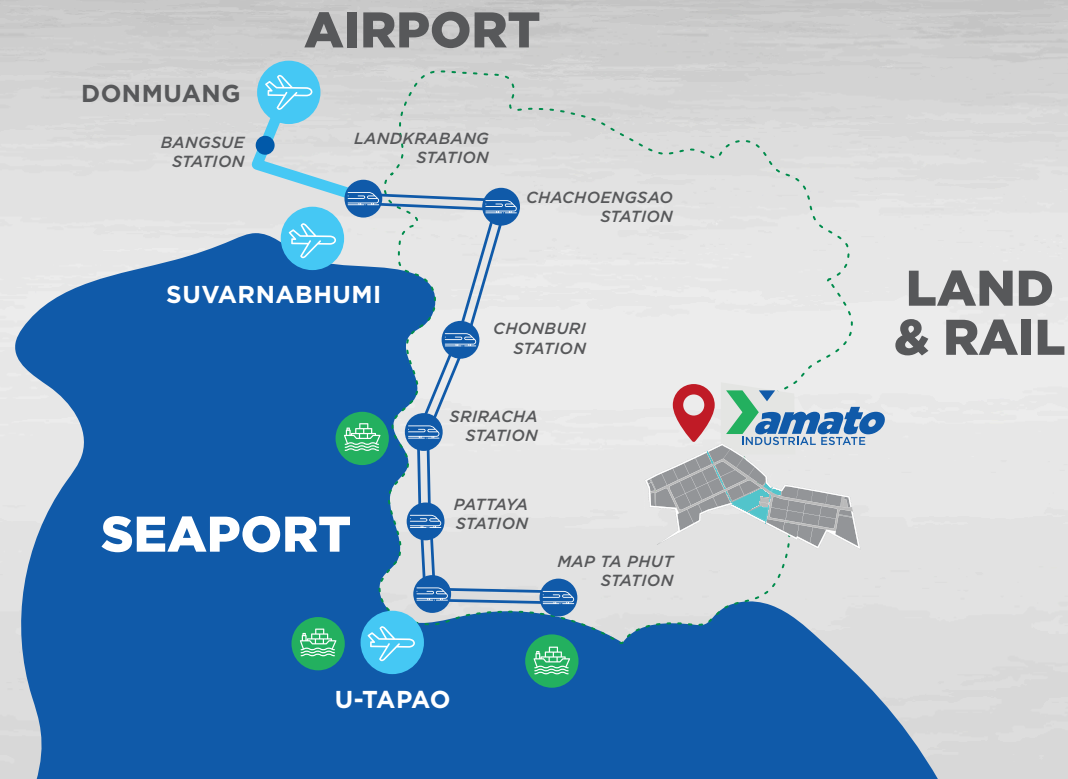 AIRPORT
DONMUANG
BANGSUE
STATION
LANDKRABANG
STATION
CHACHOENGSAO
STATION
SUVARNABHUMI
LAND
& RAIL
CHONBURI
STATION
Yamato
INDUSTRIAL ESTATE
SRIRACHA
STATION
PATTAYA
STATION
SEAPORT
MAP TA PHUT
STATION
U-TAPAO